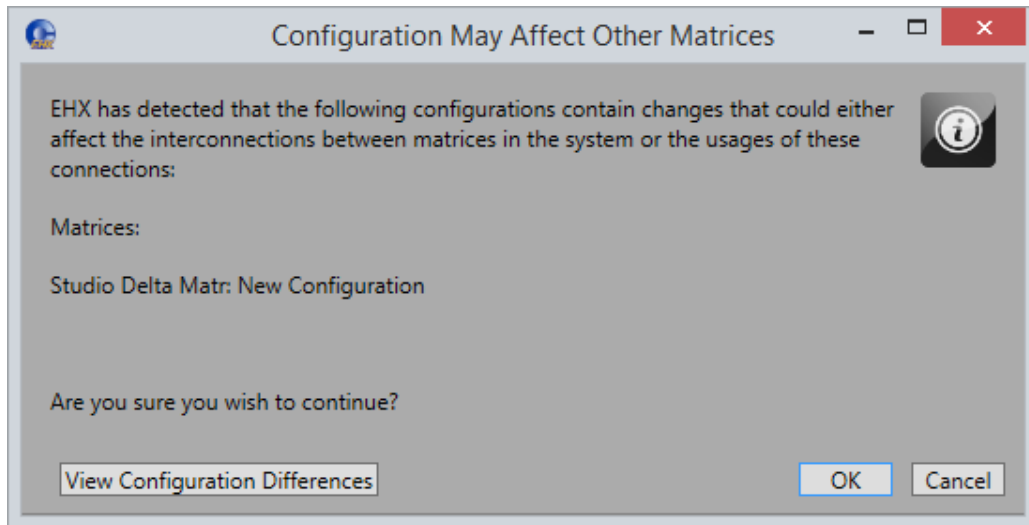 Configuration May Affect Other Matrices
EHX has detected that the following configurations contain changes that could either
affect the interconnections between matrices in the system or the usages of these
connections:
Matrices:
Studio Delta Matr: New Configuration
Are you sure you wish to continue?
View Configuration Differences
OK
Cancel